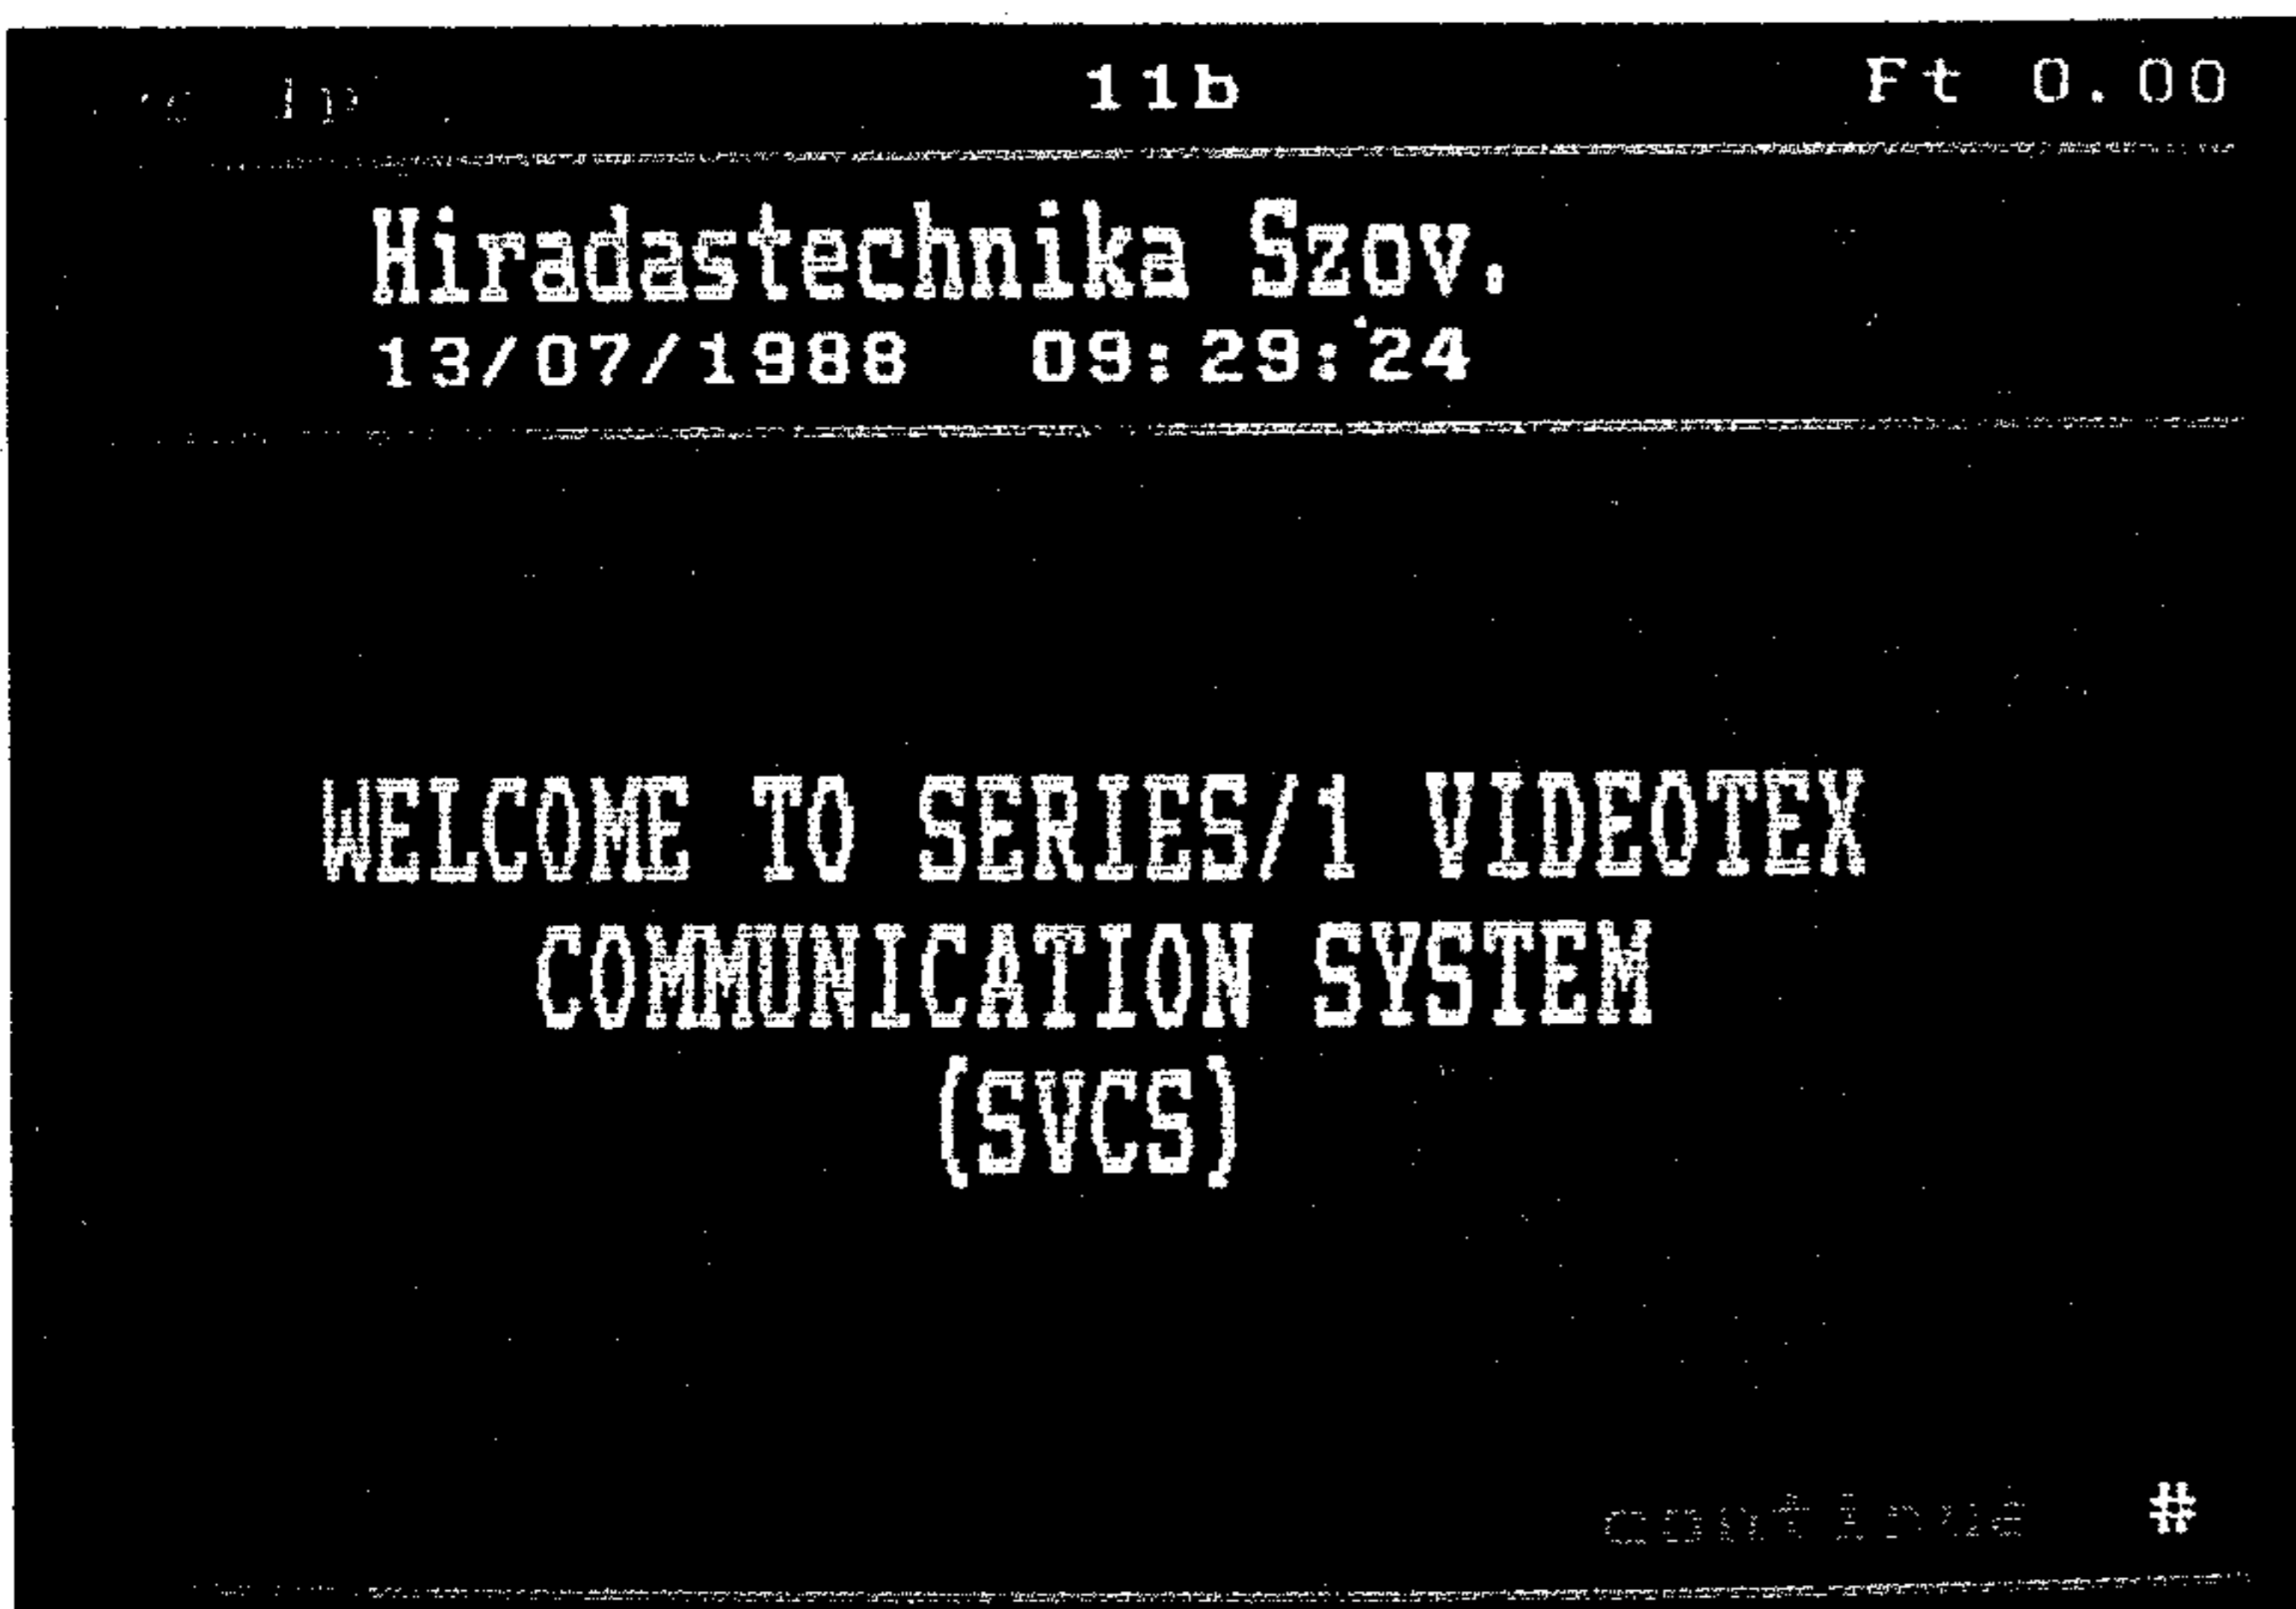 11b Ft 0.00
Hiradastechnika Szov.
13/07/1988 09:29:24
WELCOME TO SERIES/1 VIDEOTEX
COMMUNICATION SYSTEM
(SVCS)
continue #